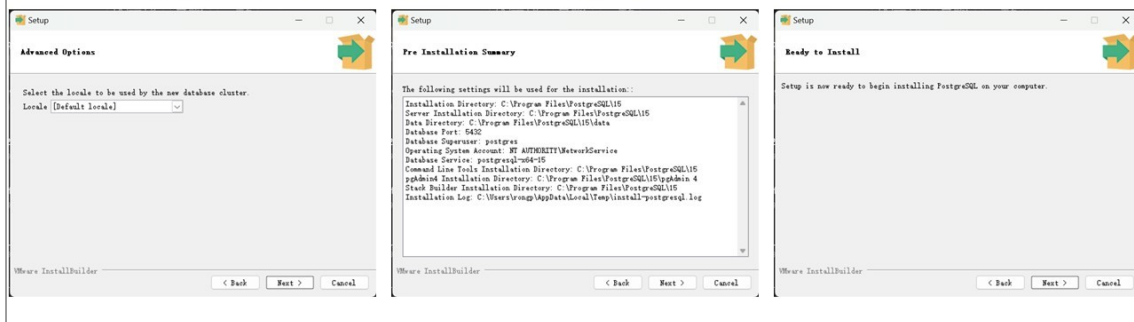 Setup
Advanced Options
Select the locale to be used by the new database cluster.
Locale [Default locale]
VMware InstallBuilder
< Back Next > Cancel
Setup
Pre Installation Summary
The following settings will be used for the installation::
Installation Directory: C:\Program Files\PostgreSQL\15
Server Installation Directory: C:\Program Files\PostgreSQL\15
Data Directory: C:\Program Files\PostgreSQL\15\data
Database Port: 5432
Database Superuser: postgres
Operating System Account: NT AUTHORITY\NetworkService
Database Service: postgresql-x64-15
Command Line Tools Installation Directory: C:\Program Files\PostgreSQL\15
pgAdmin4 Installation Directory: C:\Program Files\PostgreSQL\15\pgAdmin 4
Stack Builder Installation Directory: C:\Program Files\PostgreSQL\15
Installation Log: C:\Users\rongp\AppData\Local\Temp\install-postgresql.log
VMware InstallBuilder
< Back Next > Cancel
Setup
Ready to Install
Setup is now ready to begin installing PostgreSQL on your computer.
VMware InstallBuilder
< Back Next > Cancel